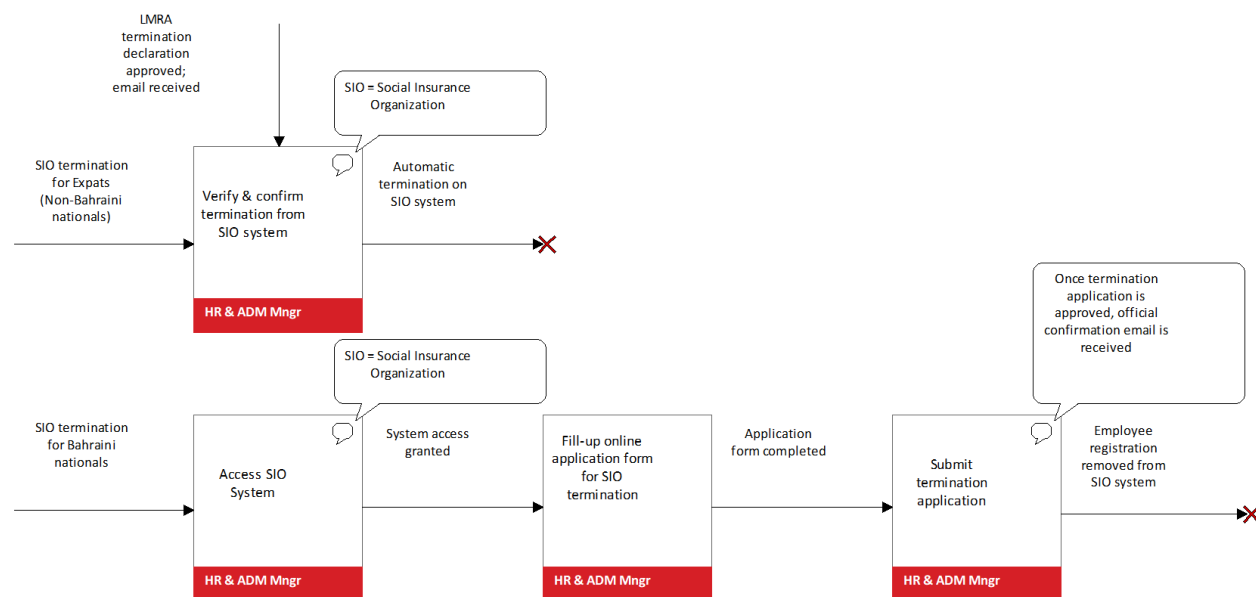 LMRA
termination
declaration
approved;
email received
SIO = Social Insurance
Organization
SIO termination
for Expats
(Non-Bahraini
nationals)
Verify & confirm
termination from
SIO system
Automatic
termination on
SIO system
HR & ADM Mngr
Once termination
application is
approved, official
confirmation email is
received
SIO = Social Insurance
Organization
SIO termination
for Bahraini
nationals
Access SIO
System
HR & ADM Mngr
System access
granted
Fill-up online
application form
for SIO
termination
HR & ADM Mngr
Application
form completed
Submit
termination
application
HR & ADM Mngr
Employee
registration
removed from
SIO system